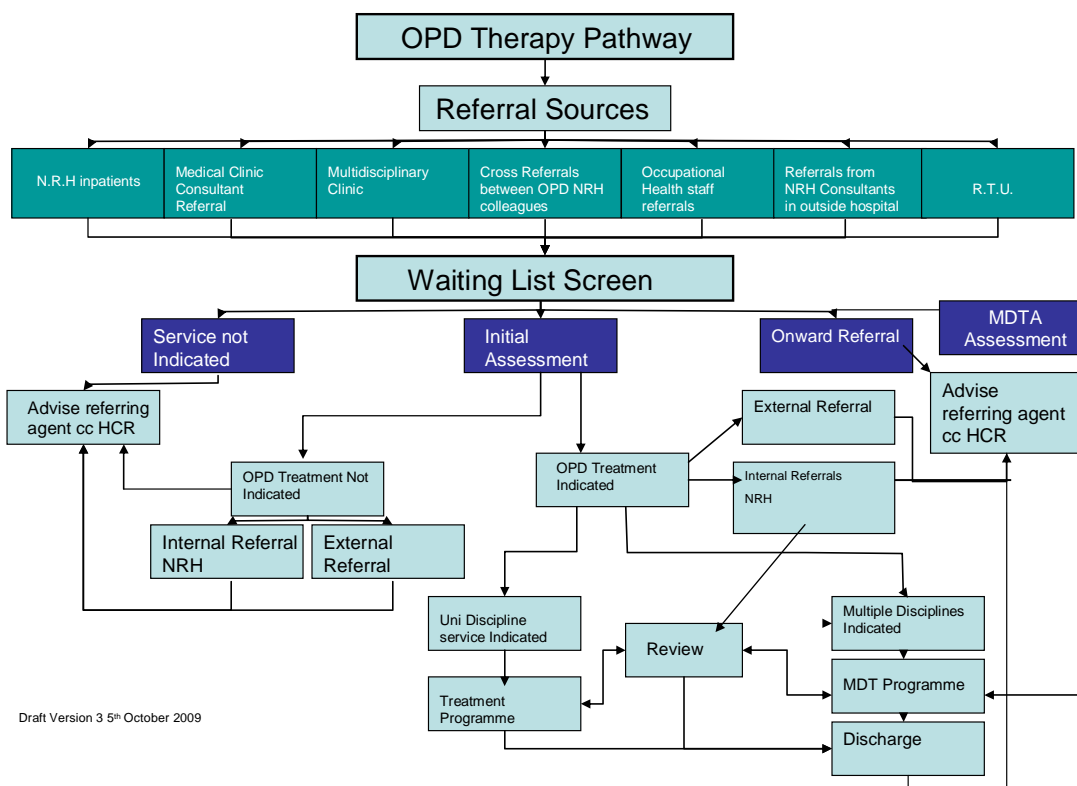 OPD Therapy Pathway
Referral Sources
N.R.H inpatients
Medical Clinic
Consultant
Referral
Multidisciplinary
Clinic
Cross Referrals
between OPD NRH
colleagues
Occupational
Health staff
referrals
Referrals from
NRH Consultants
in outside hospital
R.T.U.
Waiting List Screen
Service not
Indicated
Initial
Assessment
Onward Referral
MDTA
Assessment
Advise referring
agent cc HCR
External Referral
Advise
referring agent
cc HCR
OPD Treatment Not
Indicated
OPD Treatment
Indicated
Internal Referrals
NRH
Internal Referral
NRH
External
Referral
Uni Discipline
service Indicated
Review
Multiple Disciplines
Indicated
Treatment
Programme
MDT Programme
Discharge
Draft Version 3 5th October 2009